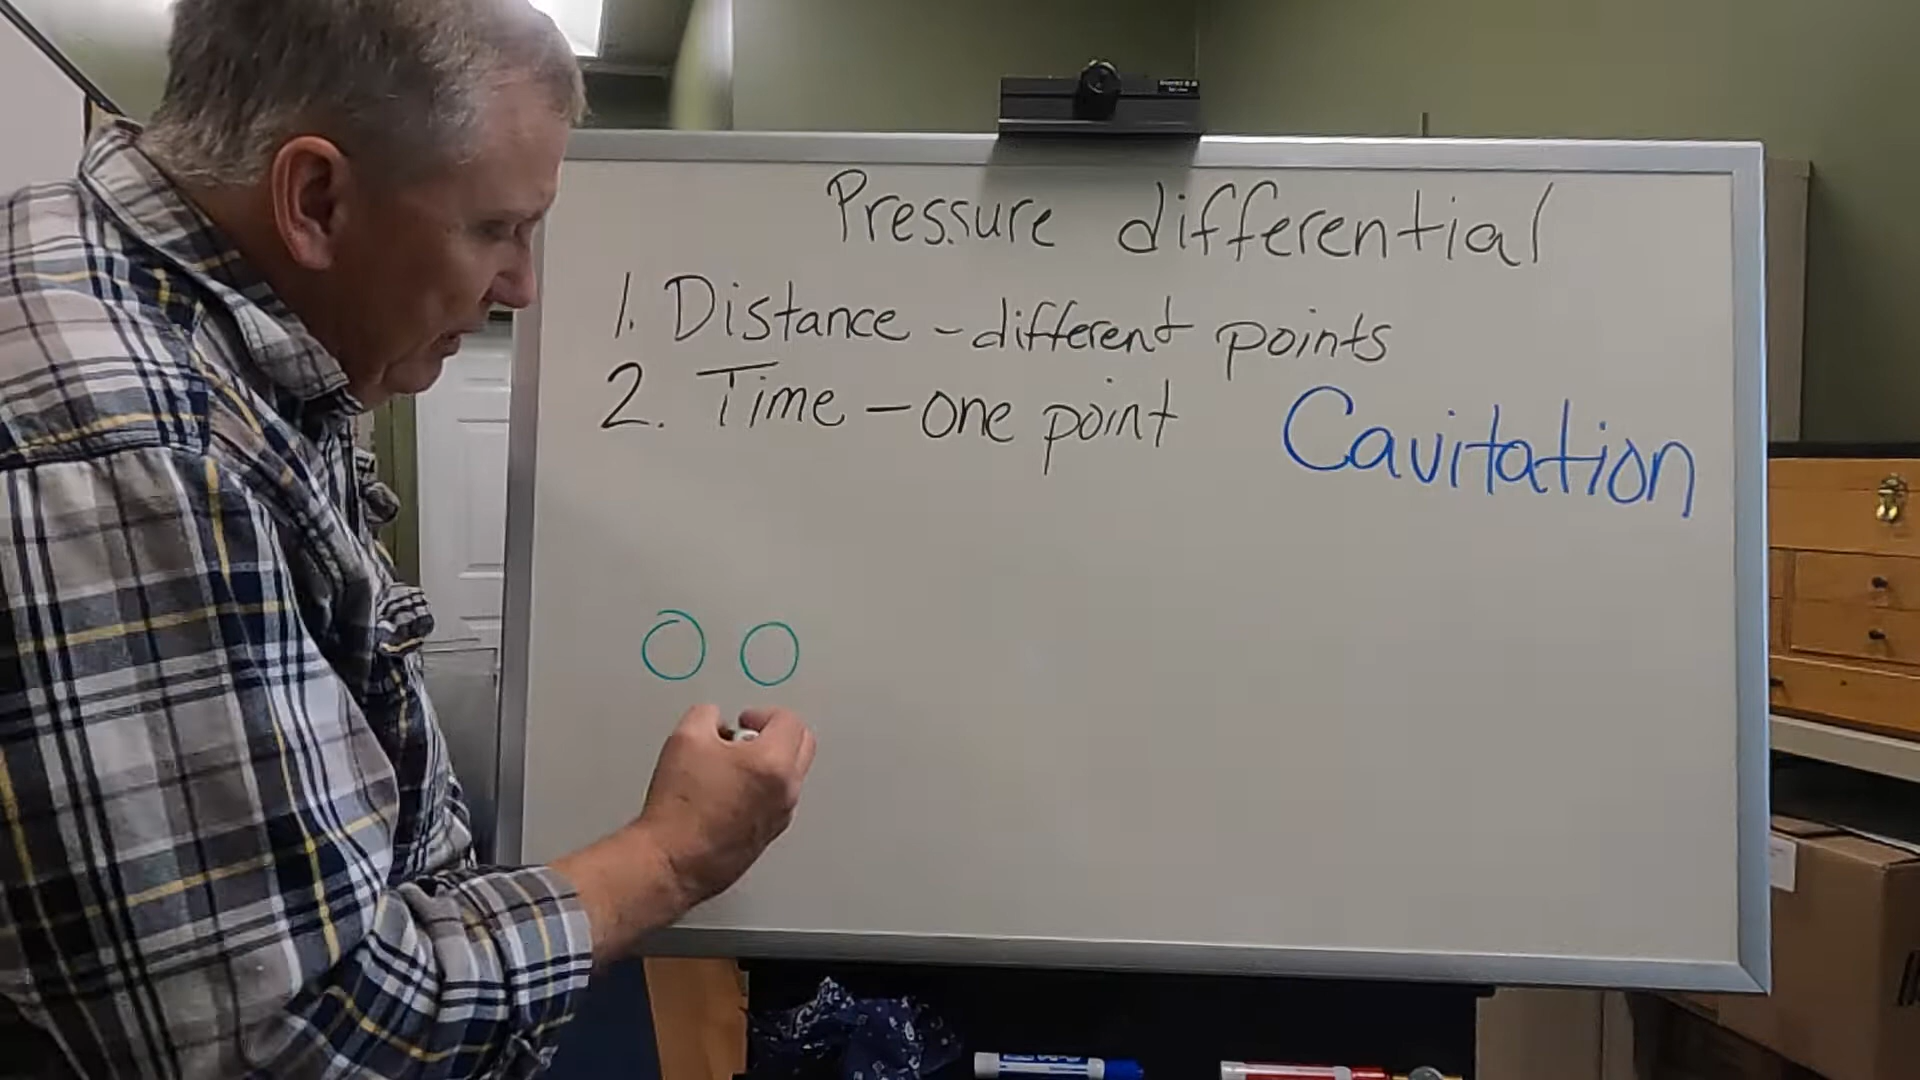 Pressure differential
1. Distance - different points
2. Time - one point
Cavitation